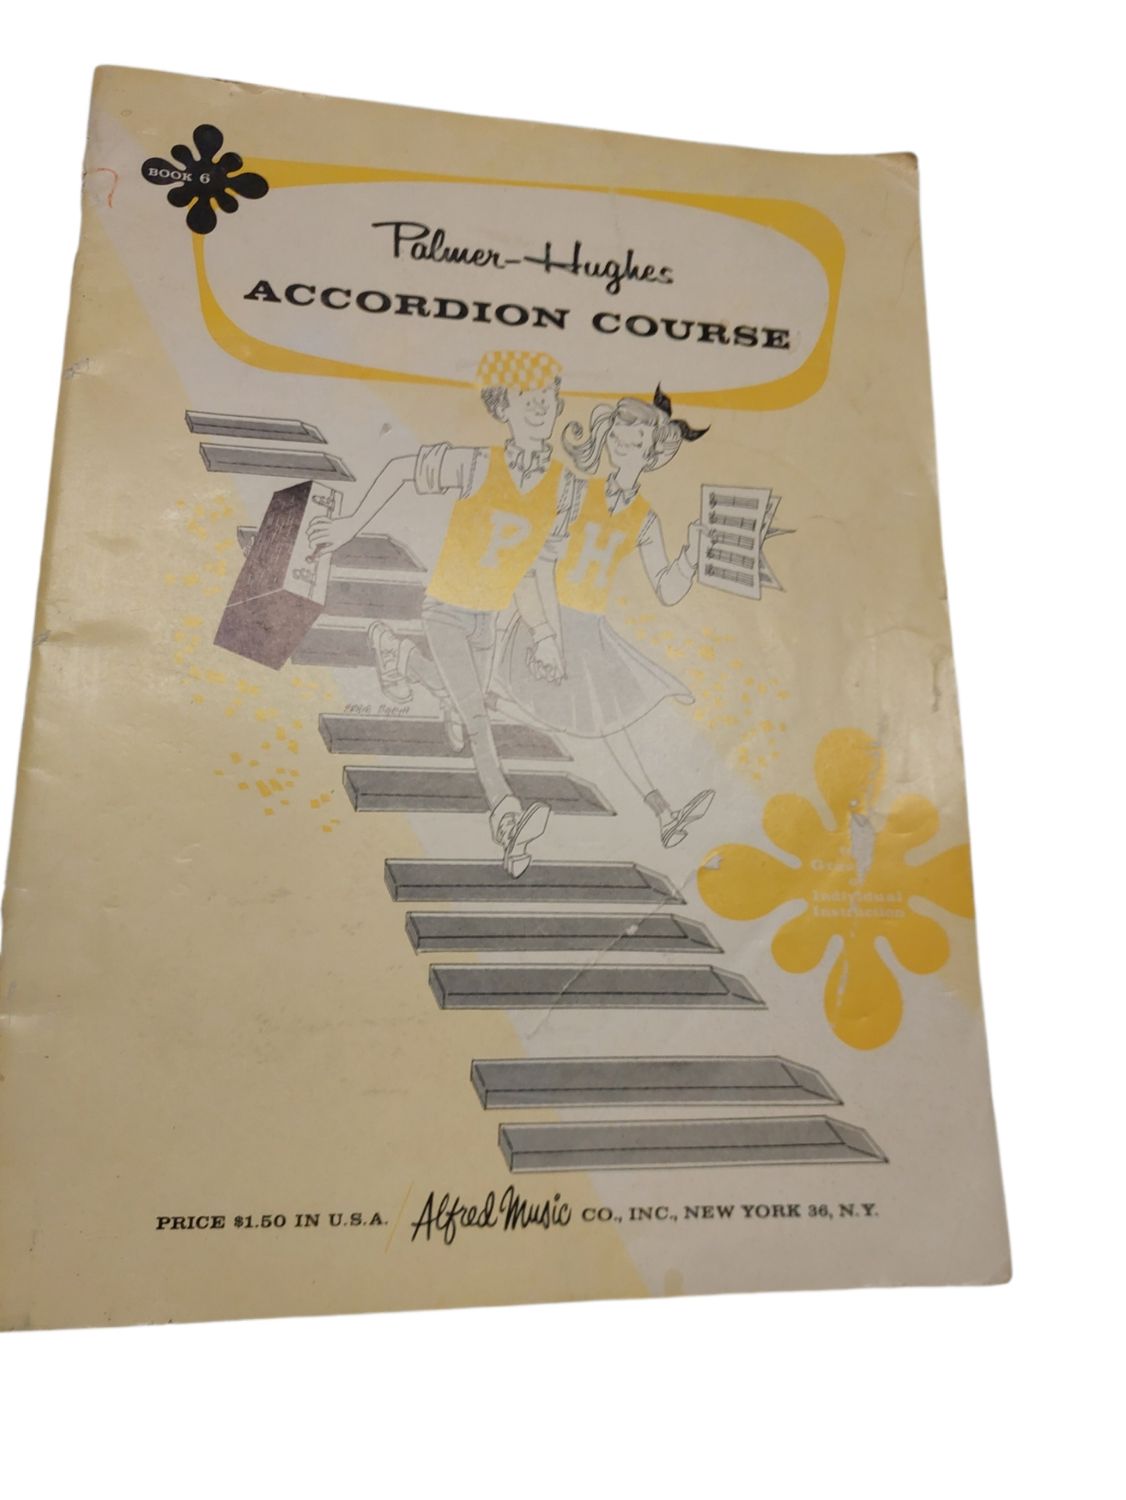 BOOK 6
Palmer-Hughes
ACCORDION COURSE
P H
Individual
Instruction
PRICE $1.50 IN U.S.A. / Alfred Music CO., INC., NEW YORK 36, N.Y.